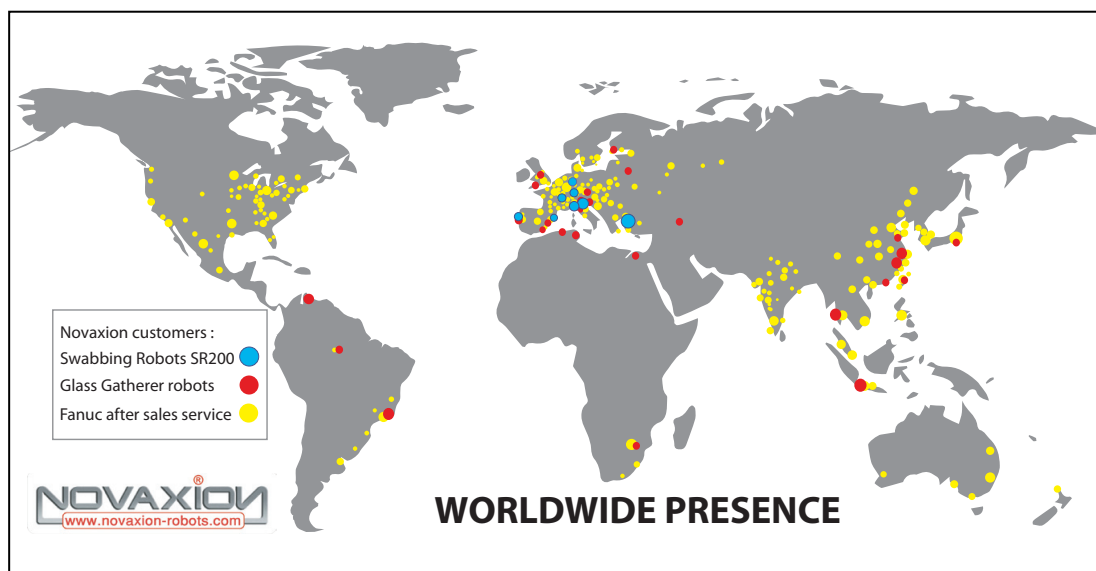 Novaxion customers :
Swabbing Robots SR200
Glass Gatherer robots
Fanuc after sales service
NOVAXION®
www.novaxion-robots.com
WORLDWIDE PRESENCE